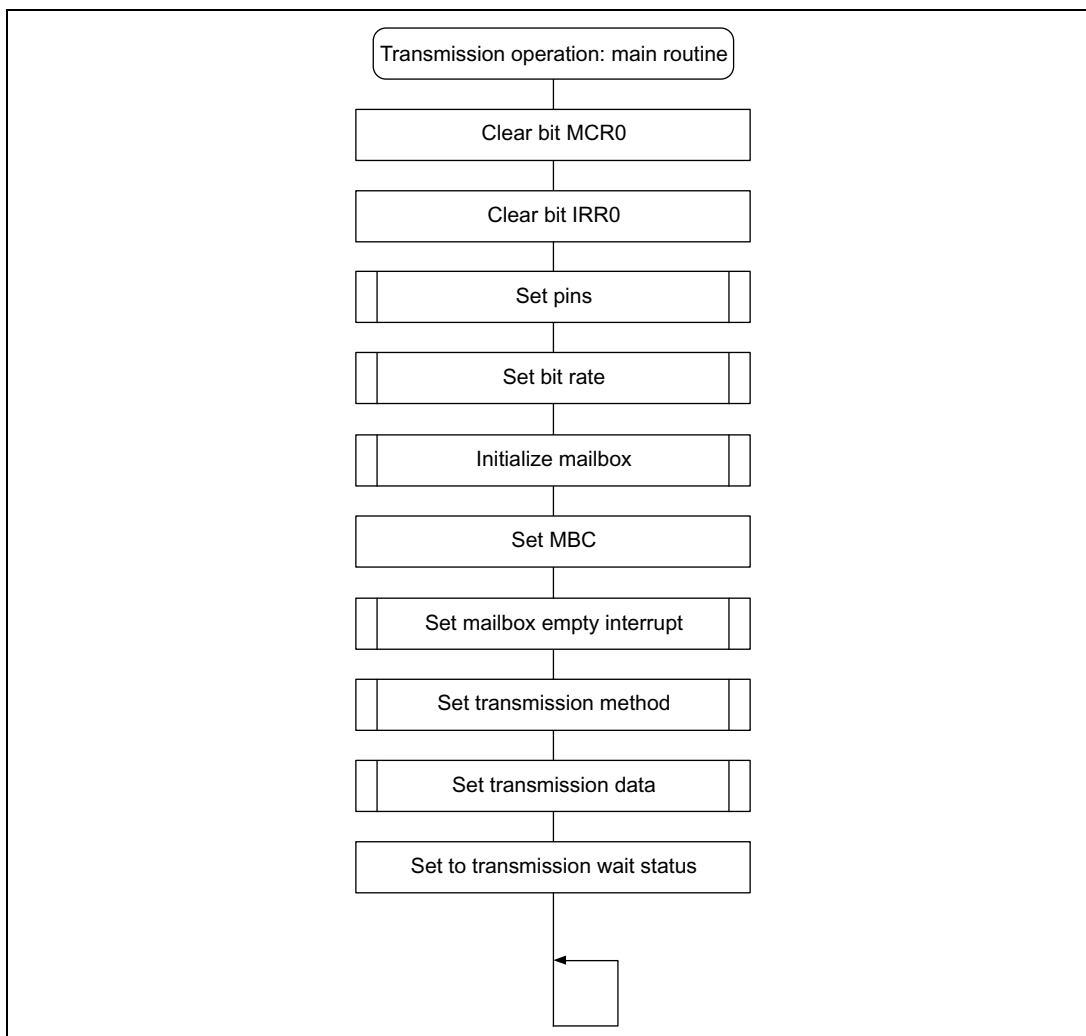 Transmission operation: main routine
Clear bit MCR0
Clear bit IRR0
Set pins
Set bit rate
Initialize mailbox
Set MBC
Set mailbox empty interrupt
Set transmission method
Set transmission data
Set to transmission wait status